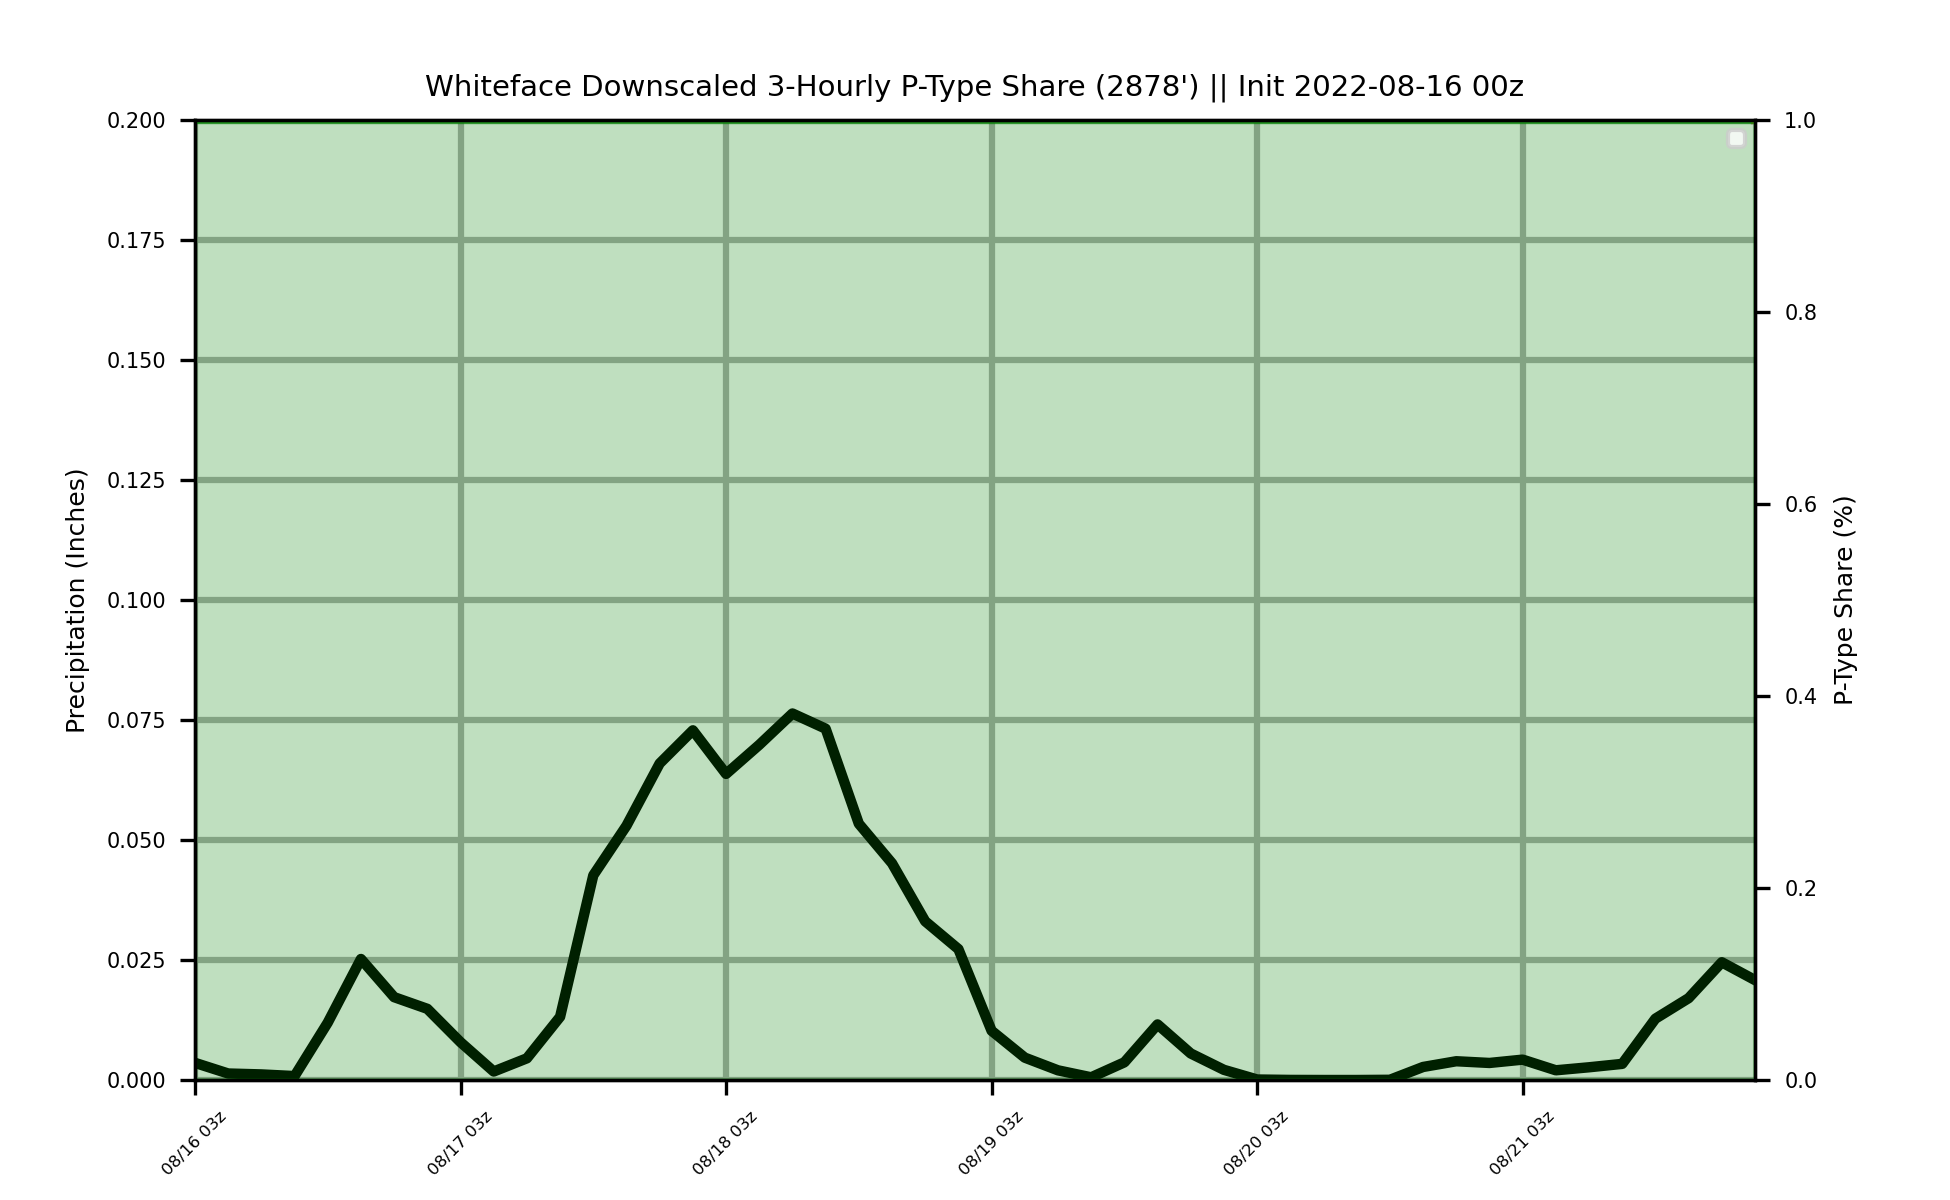 Whiteface Downscaled 3-Hourly P-Type Share (2878') || Init 2022-08-16 00z
0.200
0.175
0.150
0.125
0.100
0.075
0.050
0.025
0.000
Precipitation (Inches)
1.0
0.8
0.6
0.4
0.2
0.0
P-Type Share (%)
08/16 03z
08/17 03z
08/18 03z
08/19 03z
08/20 03z
08/21 03z